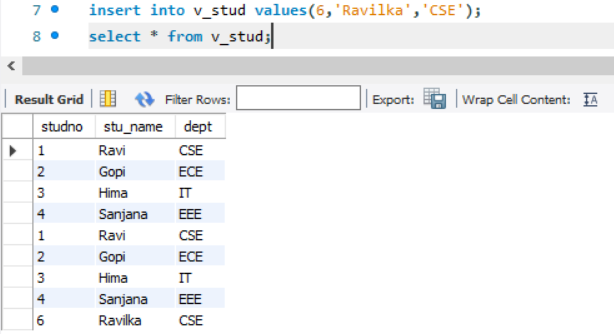 7 insert into v_stud values(6,'Ravilka','CSE');
8 select * from v_stud;
Result Grid Filter Rows: Export: Wrap Cell Content: IA
studno stu_name dept
1 Ravi CSE
2 Gopi ECE
3 Hima IT
4 Sanjana EEE
1 Ravi CSE
2 Gopi ECE
3 Hima IT
4 Sanjana EEE
6 Ravilka CSE